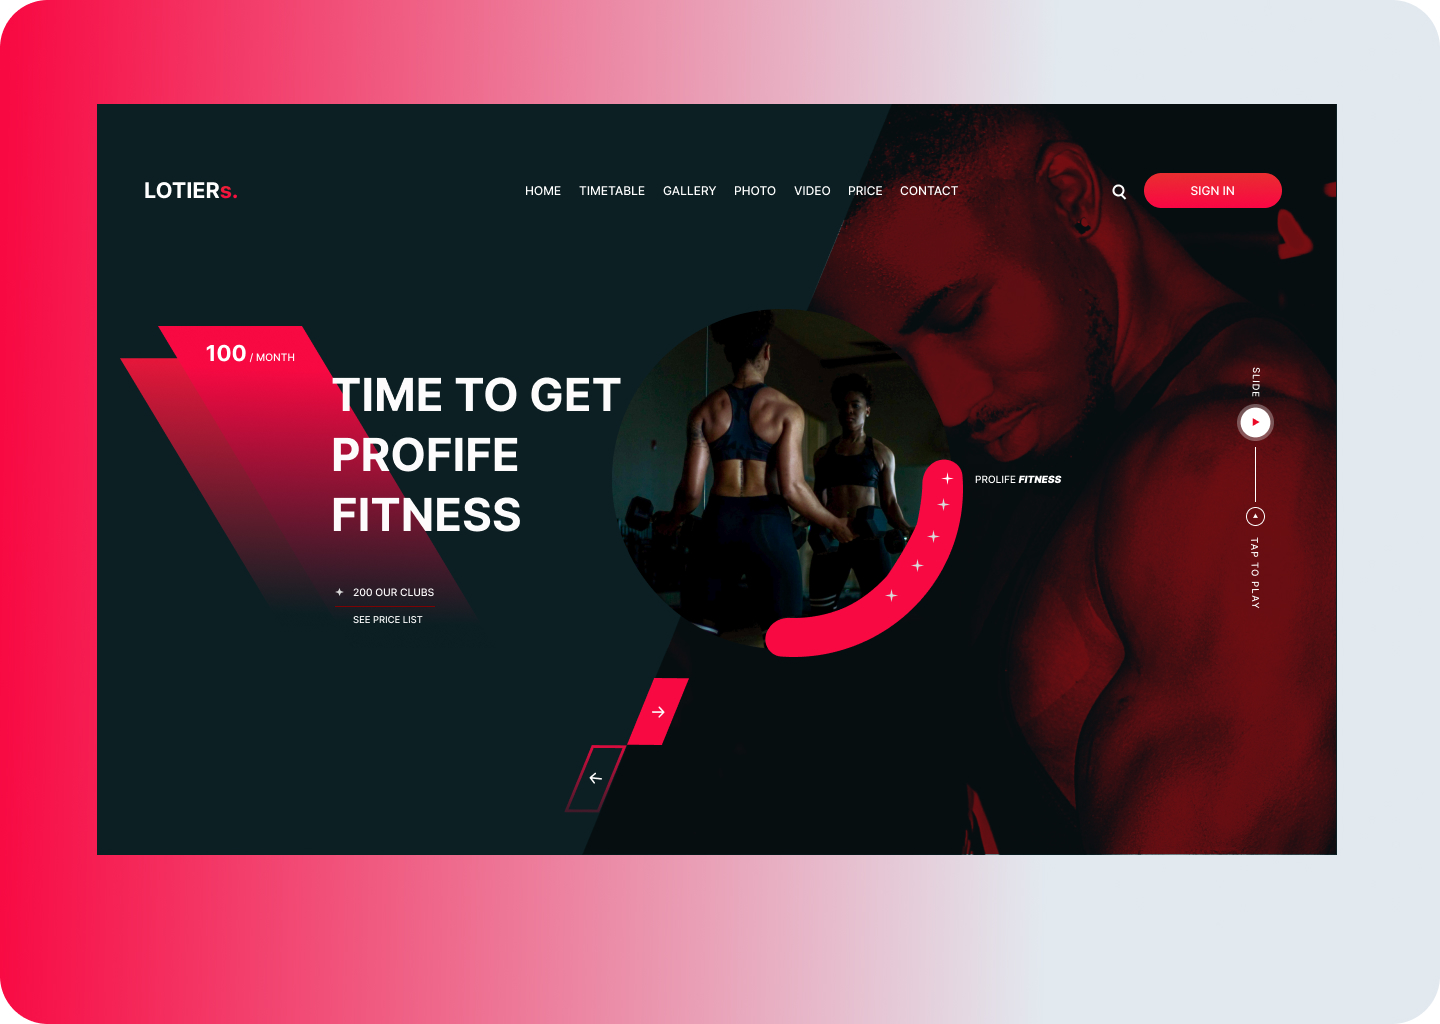 LOTIERs.
HOME TIMETABLE GALLERY PHOTO VIDEO PRICE CONTACT
SIGN IN
100 / MONTH
TIME TO GET
PROFIFE
FITNESS
200 OUR CLUBS
SEE PRICE LIST
PROLIFE FITNESS
SLIDE
TAP TO PLAY